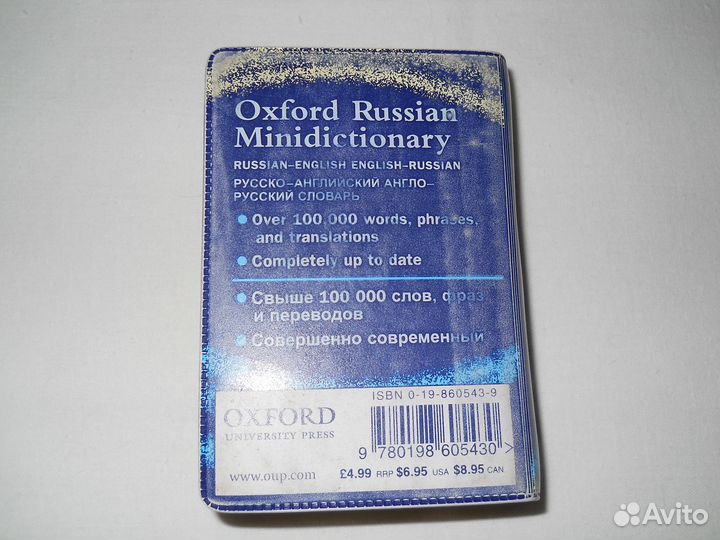 Oxford Russian
Minidictionary
RUSSIAN–ENGLISH ENGLISH–RUSSIAN
РУССКО–АНГЛИЙСКИЙ АНГЛО–
РУССКИЙ СЛОВАРЬ
• Over 100,000 words, phrases,
and translations
• Completely up to date
• Свыше 100 000 слов, фраз
и переводов
• Совершенно современный
ISBN 0-19-860543-9
OXFORD
UNIVERSITY PRESS
9 780198 605430 >
www.oup.com
£4.99 RRP $6.95 USA $8.95 CAN
Avito